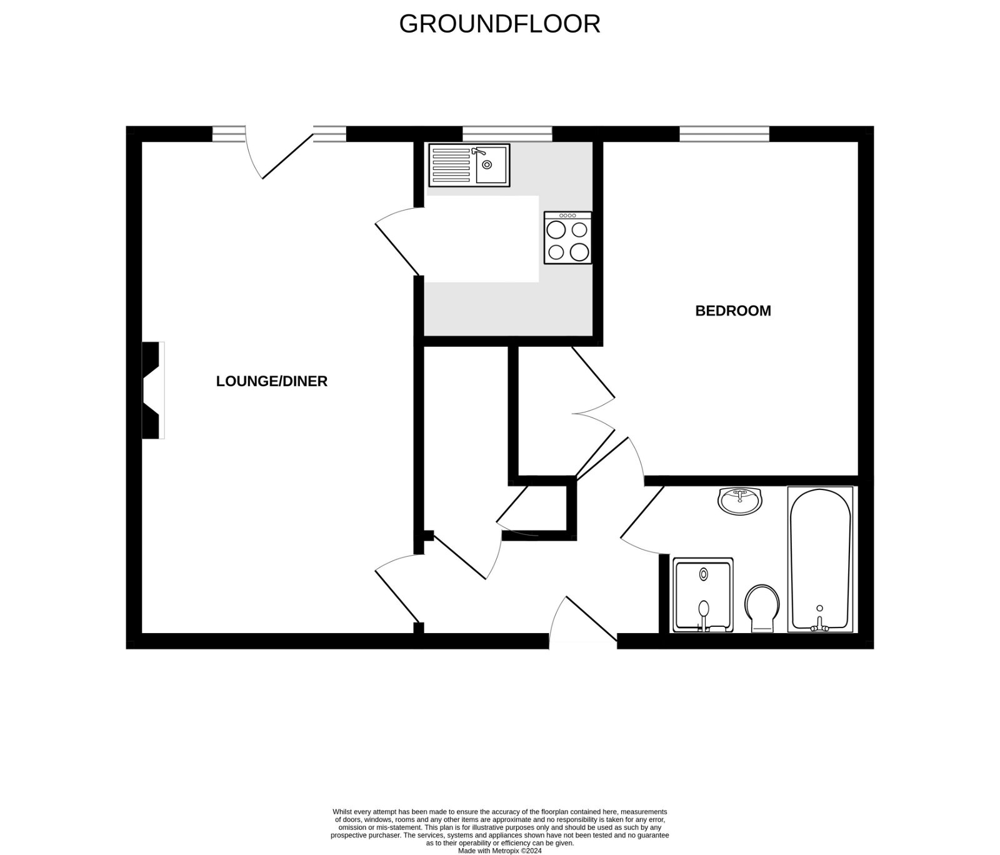 GROUNDFLOOR
BEDROOM
LOUNGE/DINER
Whilst every attempt has been made to ensure the accuracy of the floorplan contained here, measurements
of doors, windows, rooms and any other items are approximate and no responsibility is taken for any error,
omission or mis-statement. This plan is for illustrative purposes only and should be used as such by any
prospective purchaser. The services, systems and appliances shown have not been tested and no guarantee
as to their operability or efficiency can be given.
Made with Metropix ©2024